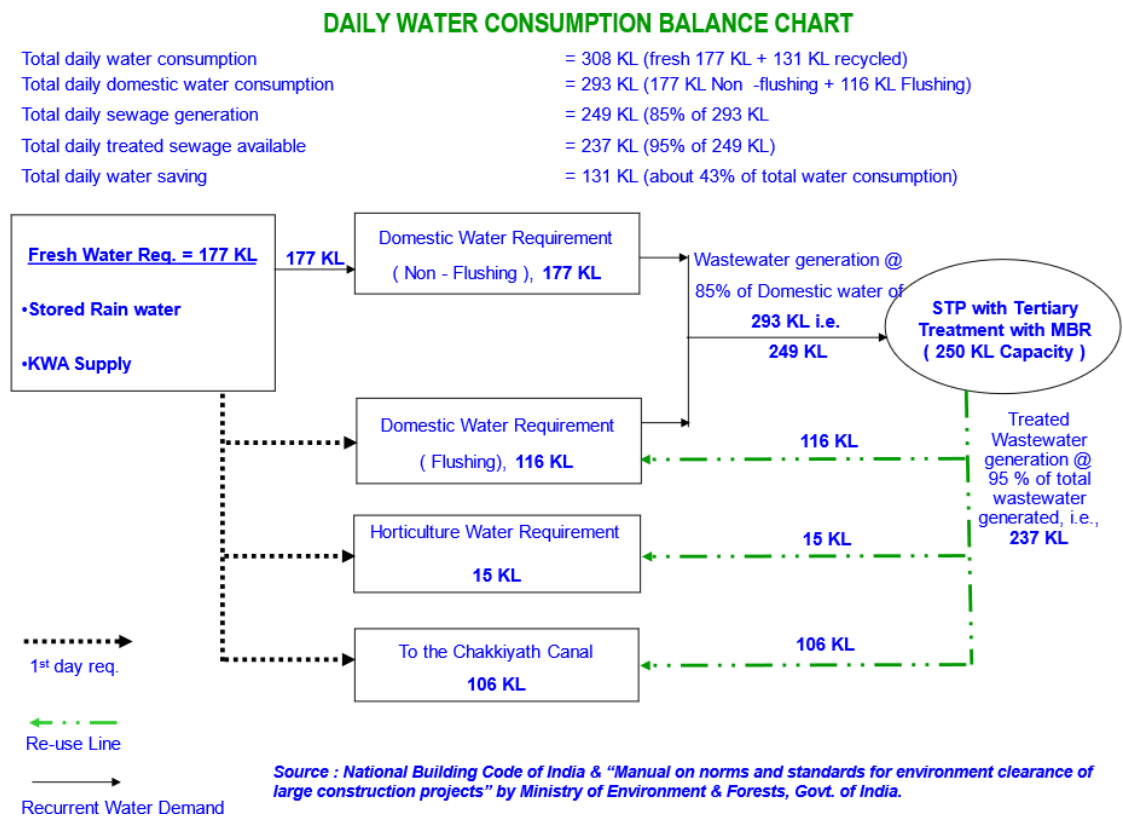 DAILY WATER CONSUMPTION BALANCE CHART
Total daily water consumption = 308 KL (fresh 177 KL + 131 KL recycled)
Total daily domestic water consumption = 293 KL (177 KL Non -flushing + 116 KL Flushing)
Total daily sewage generation = 249 KL (85% of 293 KL
Total daily treated sewage available = 237 KL (95% of 249 KL)
Total daily water saving = 131 KL (about 43% of total water consumption)
Fresh Water Req. = 177 KL
•Stored Rain water
•KWA Supply
177 KL
Domestic Water Requirement
( Non - Flushing ), 177 KL
Wastewater generation @
85% of Domestic water of
293 KL i.e.
249 KL
STP with Tertiary
Treatment with MBR
( 250 KL Capacity )
Domestic Water Requirement
( Flushing), 116 KL
116 KL
Treated
Wastewater
generation @
95 % of total
wastewater
generated, i.e.,
237 KL
Horticulture Water Requirement
15 KL
15 KL
To the Chakkiyath Canal
106 KL
106 KL
1st day req.
Re-use Line
Recurrent Water Demand
Source : National Building Code of India & “Manual on norms and standards for environment clearance of
large construction projects” by Ministry of Environment & Forests, Govt. of India.